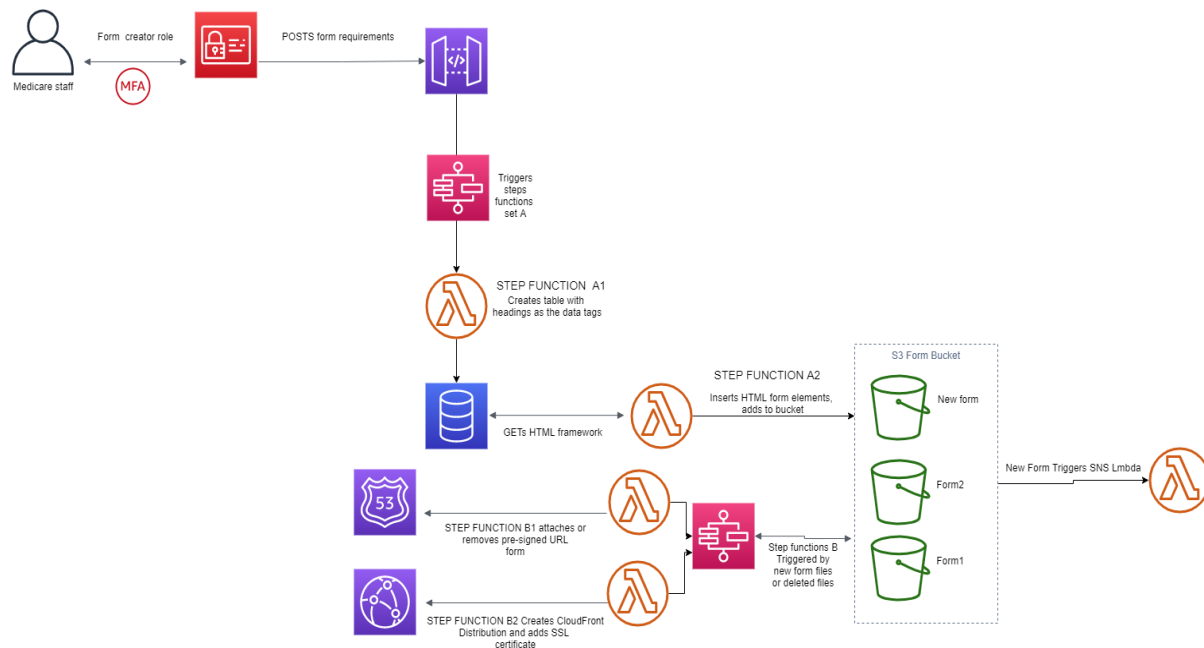 Form creator role
POSTS form requirements
MFA
Medicare staff
</>
Triggers
steps
functions
set A
STEP FUNCTION A1
Creates table with
headings as the data tags
S3 Form Bucket
STEP FUNCTION A2
Inserts HTML form elements,
adds to bucket
New form
GETs HTML framework
New Form Triggers SNS Lmbda
Form2
53
STEP FUNCTION B1 attaches or
removes pre-signed URL
form
Step functions B
Triggered by
new form files
or deleted files
Form1
STEP FUNCTION B2 Creates CloudFront
Distribution and adds SSL
certificate